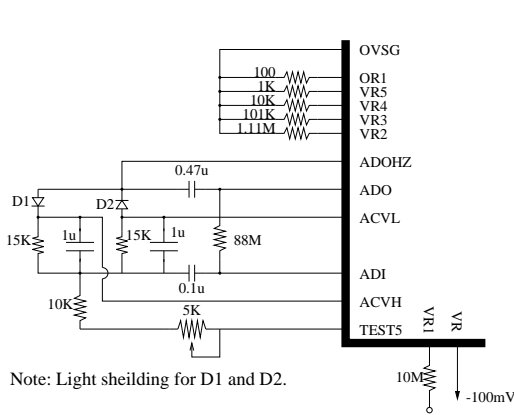 OVSG
100 OR1
1K VR5
10K VR4
101K VR3
1.11M VR2
ADOHZ
0.47u
ADO
D1 D2
ACVL
15K 1u 15K 1u 88M
ADI
0.1u
ACVH
10K 5K
TEST5
VR1 VR
Note: Light sheilding for D1 and D2.
10M
-100mV